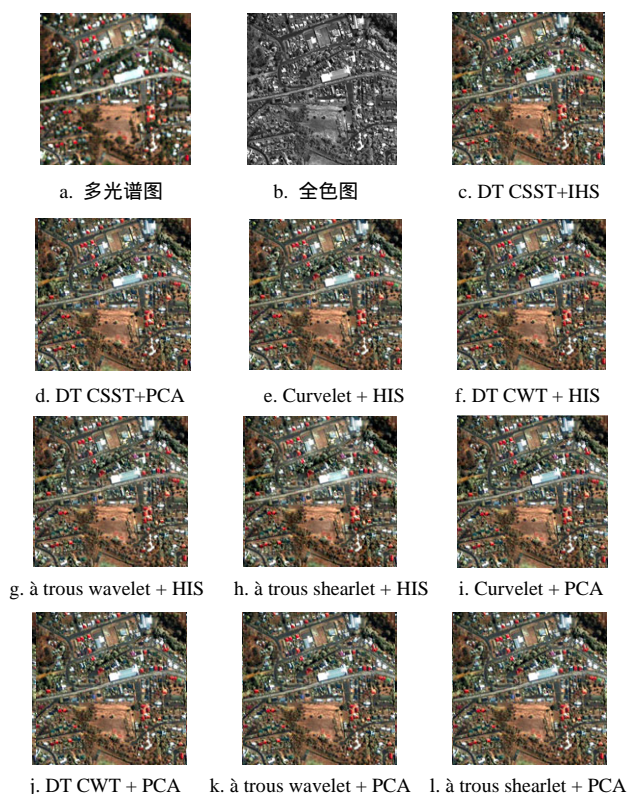 a. 多光谱图 b. 全色图 c. DT CSST+IHS
d. DT CSST+PCA e. Curvelet + HIS f. DT CWT + HIS
g. à trous wavelet + HIS h. à trous shearlet + HIS i. Curvelet + PCA
j. DT CWT + PCA k. à trous wavelet + PCA l. à trous shearlet + PCA